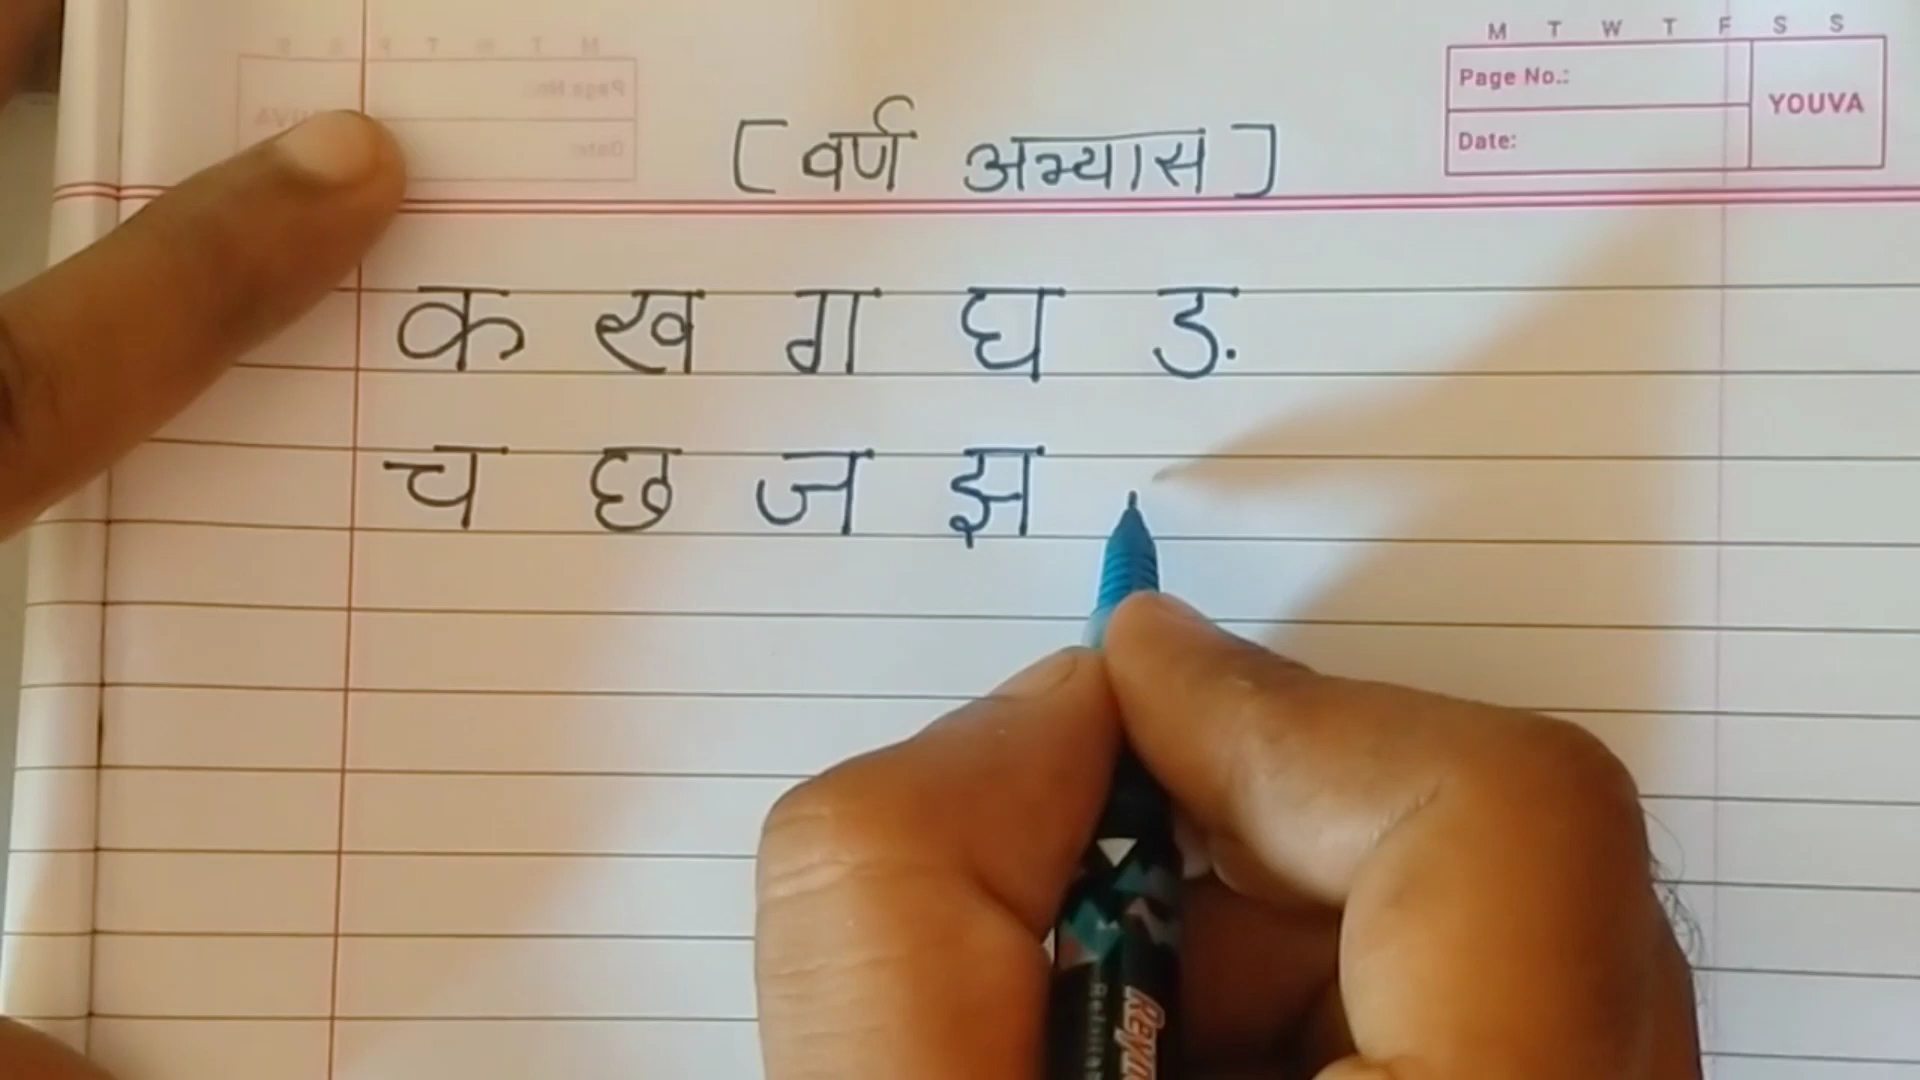 M T W T F S S
Page No.:
YOUVA
Date:
[ वर्ण अभ्यास ]
क ख ग घ ङ
च छ ज झ